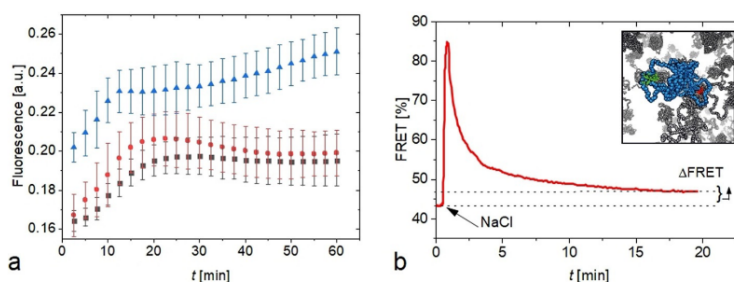 0.26
0.24
0.22
0.20
0.18
0.16
Fluorescence [a.u.]
0 10 20 30 40 50 60
t [min]
a
90
80
70
60
50
40
FRET [%]
ΔFRET
NaCl
0 5 10 15 20
t [min]
b